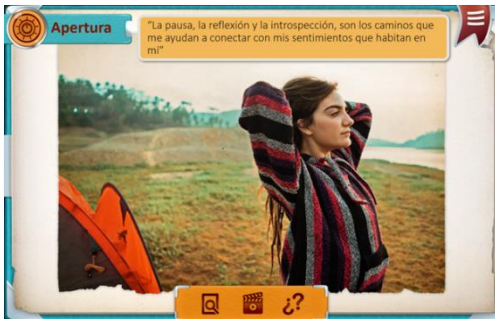 Apertura
“La pausa, la reflexión y la introspección, son los caminos que
me ayudan a conectar con mis sentimientos que habitan en
mí”
¿?